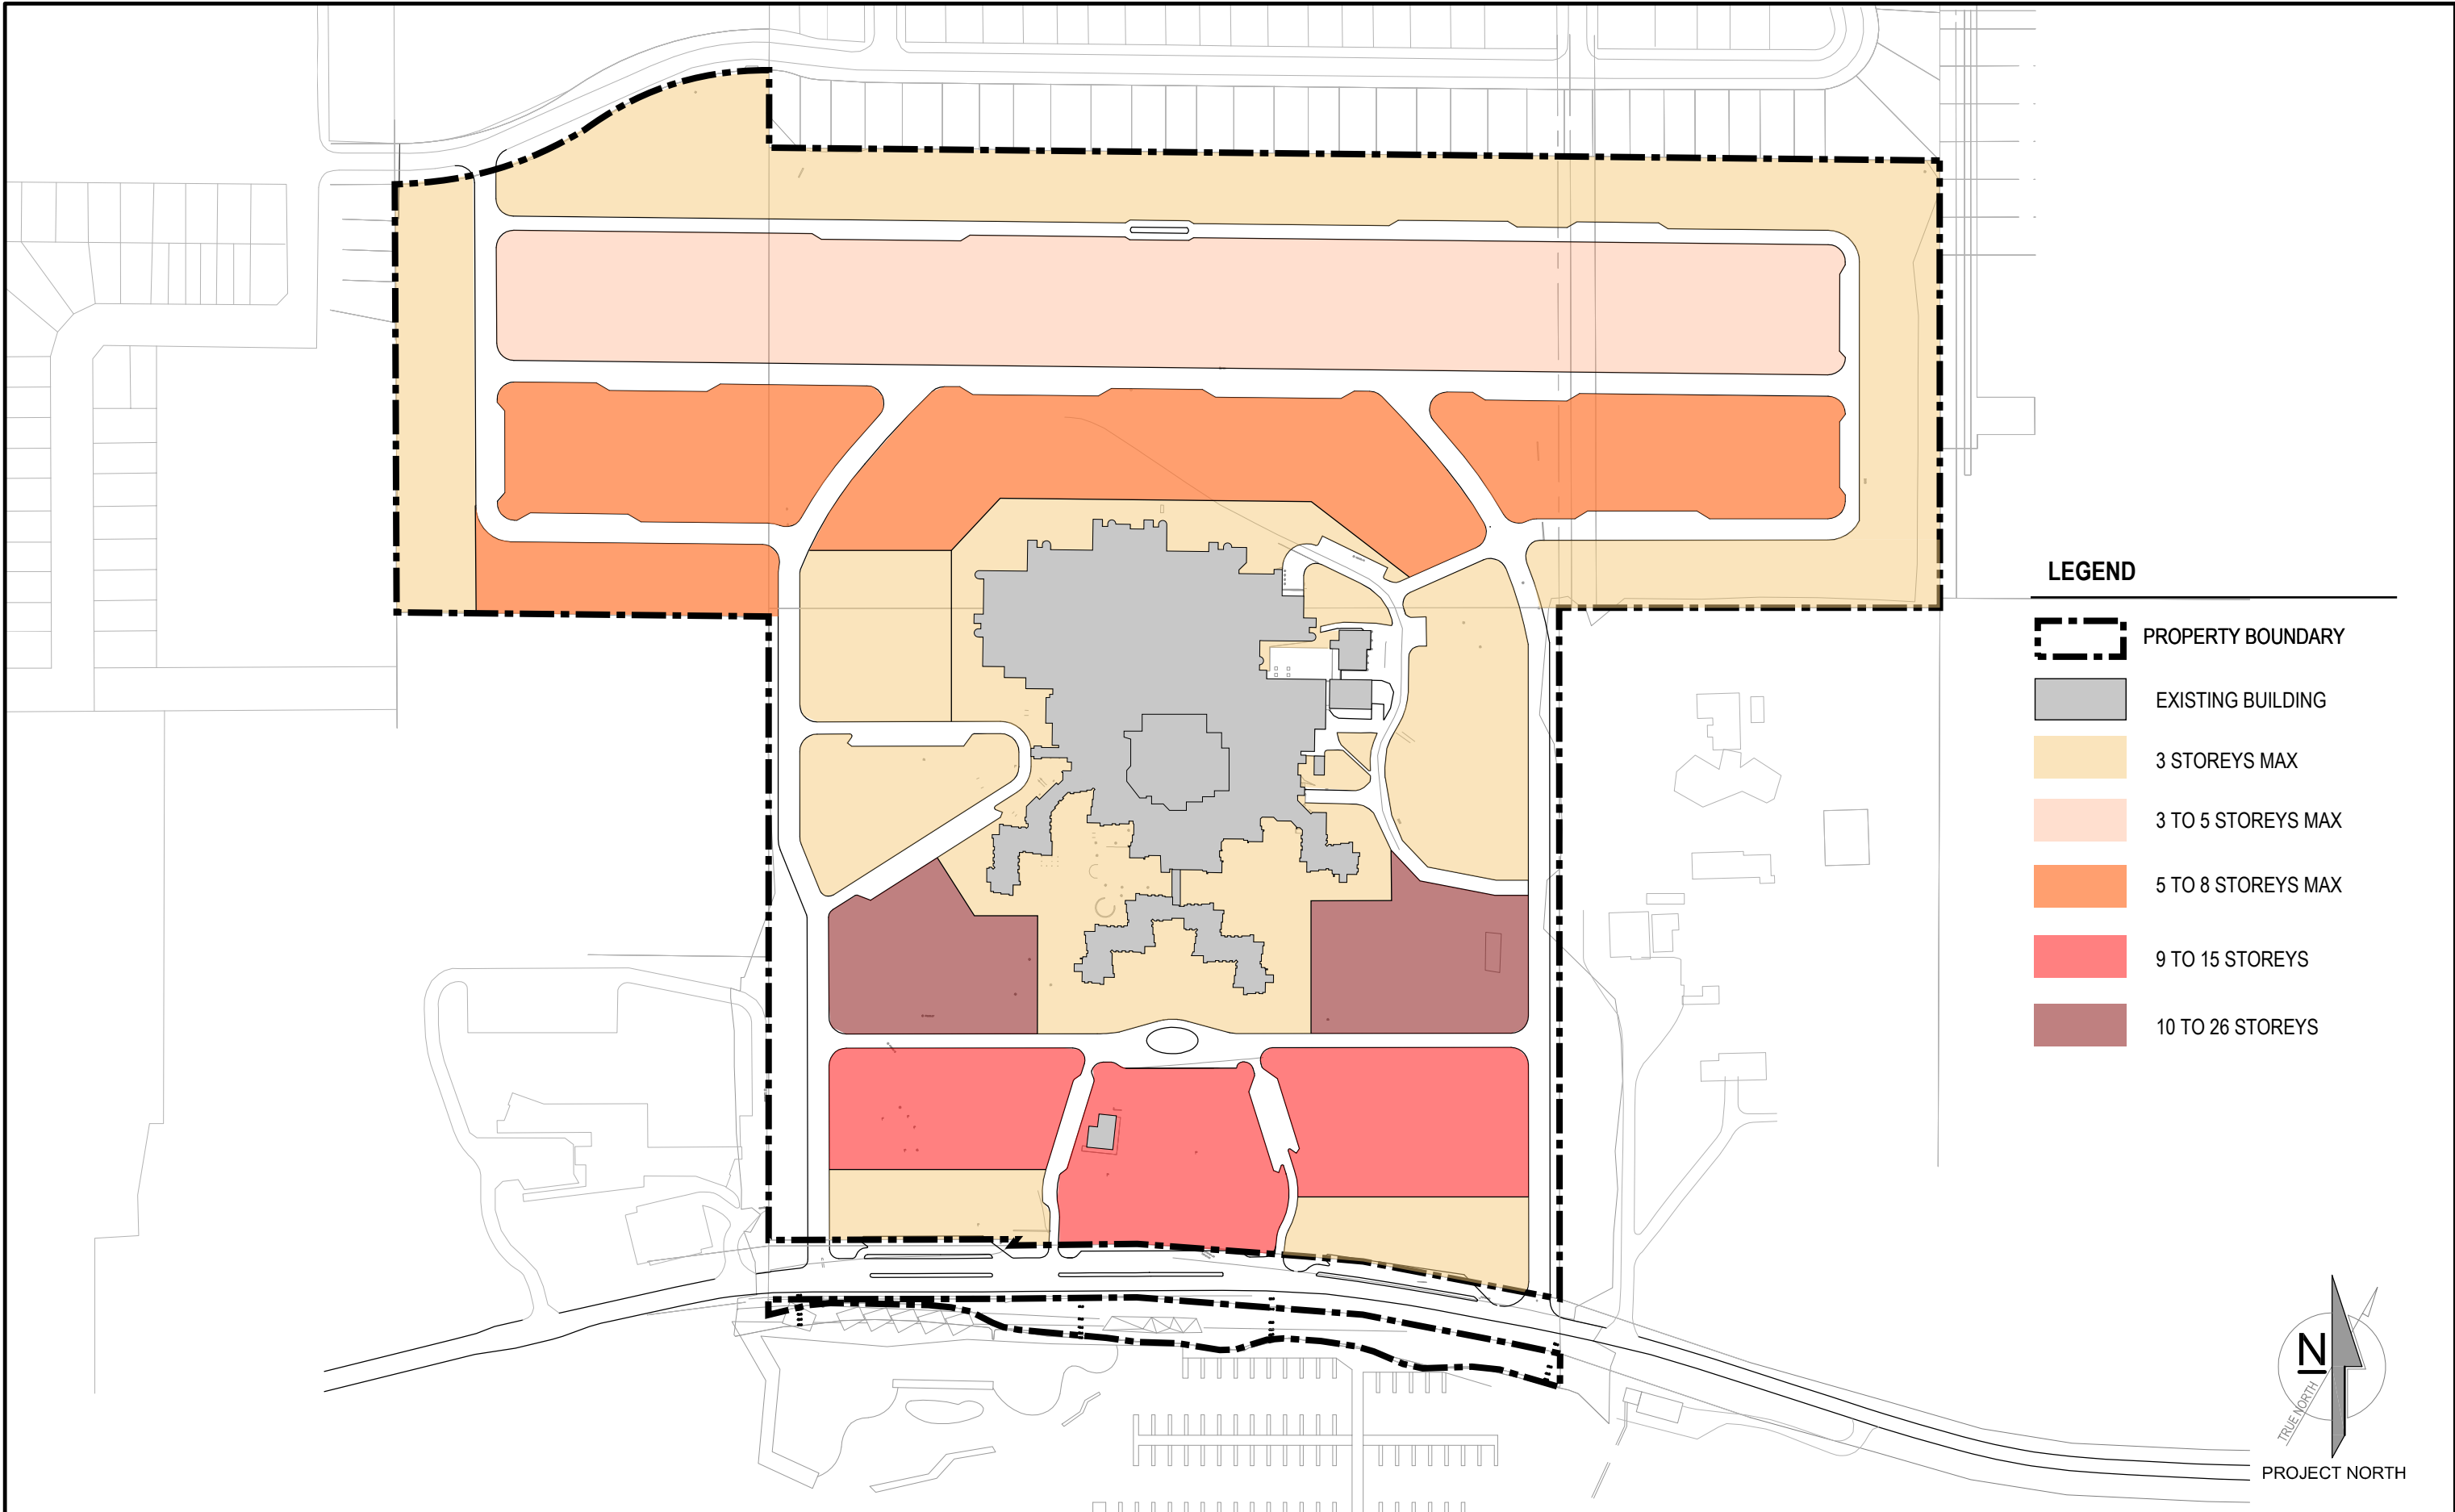 LEGEND
PROPERTY BOUNDARY
EXISTING BUILDING
3 STOREYS MAX
3 TO 5 STOREYS MAX
5 TO 8 STOREYS MAX
9 TO 15 STOREYS
10 TO 26 STOREYS
N
TRUE NORTH
PROJECT NORTH